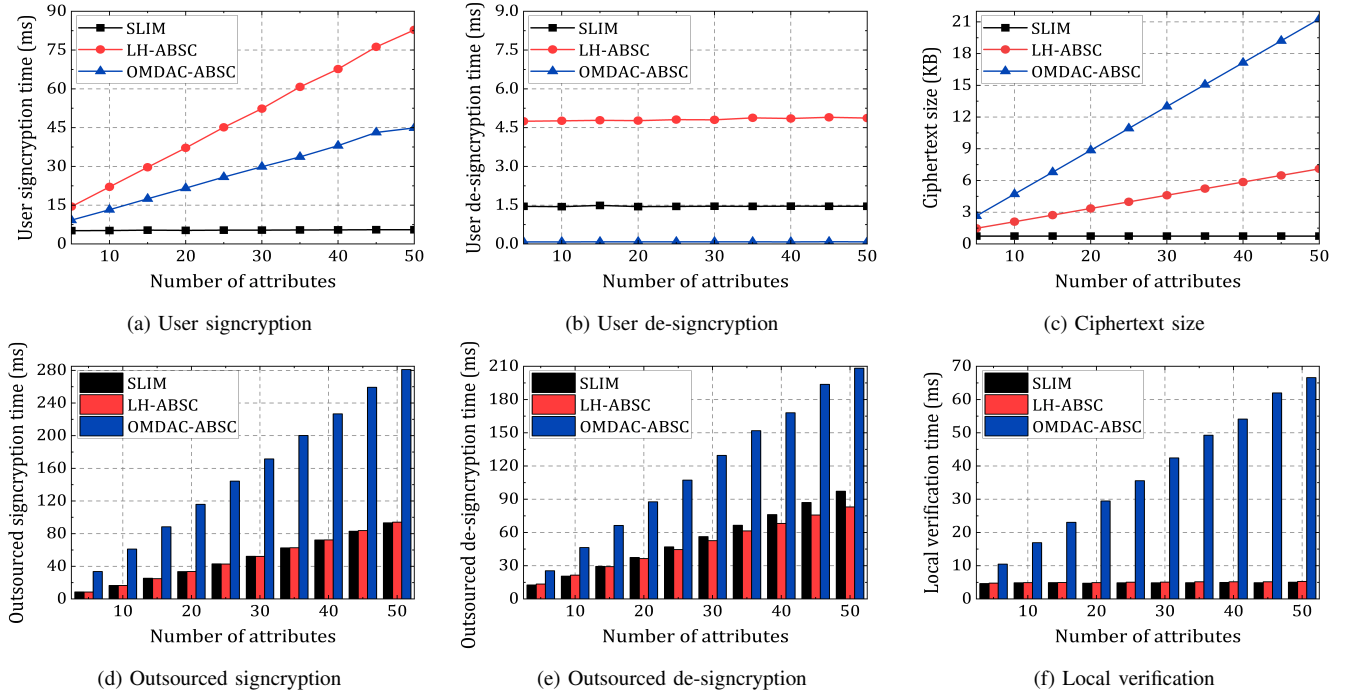 User signcryption time (ms)
90
75
60
45
30
15
0
SLIM
LH-ABSC
OMDAC-ABSC
10 20 30 40 50
Number of attributes
(a) User signcryption
User de-signcryption time (ms)
9.0
7.5
6.0
4.5
3.0
1.5
0.0
SLIM
LH-ABSC
OMDAC-ABSC
10 20 30 40 50
Number of attributes
(b) User de-signcryption
Ciphertext size (KB)
21
18
15
12
9
6
3
0
SLIM
LH-ABSC
OMDAC-ABSC
10 20 30 40 50
Number of attributes
(c) Ciphertext size
Outsourced signcryption time (ms)
280
240
200
160
120
80
40
0
SLIM
LH-ABSC
OMDAC-ABSC
10 20 30 40 50
Number of attributes
(d) Outsourced signcryption
Outsourced de-signcryption time (ms)
210
180
150
120
90
60
30
0
SLIM
LH-ABSC
OMDAC-ABSC
10 20 30 40 50
Number of attributes
(e) Outsourced de-signcryption
Local verification time (ms)
70
60
50
40
30
20
10
0
SLIM
LH-ABSC
OMDAC-ABSC
10 20 30 40 50
Number of attributes
(f) Local verification